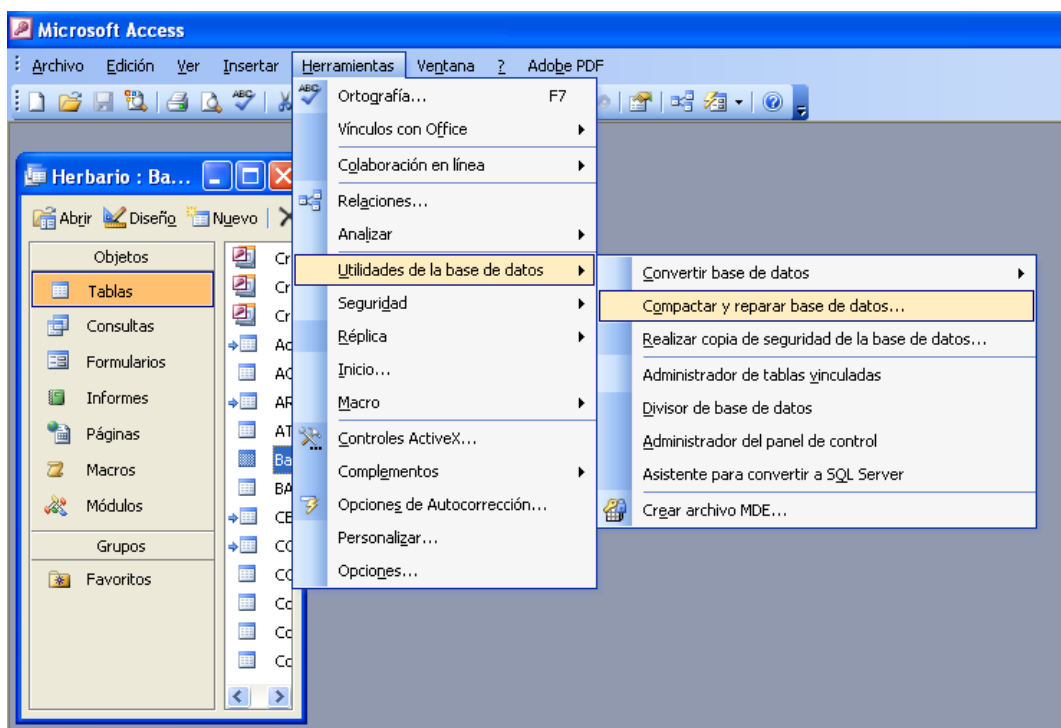 Microsoft Access
Archivo Edición Ver Insertar Herramientas Ventana ? Adobe PDF
Ortografía... F7
Vínculos con Office
Colaboración en línea
Relaciones...
Analizar
Utilidades de la base de datos
Seguridad
Réplica
Inicio...
Macro
Controles ActiveX...
Complementos
Opciones de Autocorrección...
Personalizar...
Opciones...
Convertir base de datos
Compactar y reparar base de datos...
Realizar copia de seguridad de la base de datos...
Administrador de tablas vinculadas
Divisor de base de datos
Administrador del panel de control
Asistente para convertir a SQL Server
Crear archivo MDE...
Herbario : Ba...
Abrir Diseño Nuevo
Objetos
Tablas
Consultas
Formularios
Informes
Páginas
Macros
Módulos
Grupos
Favoritos